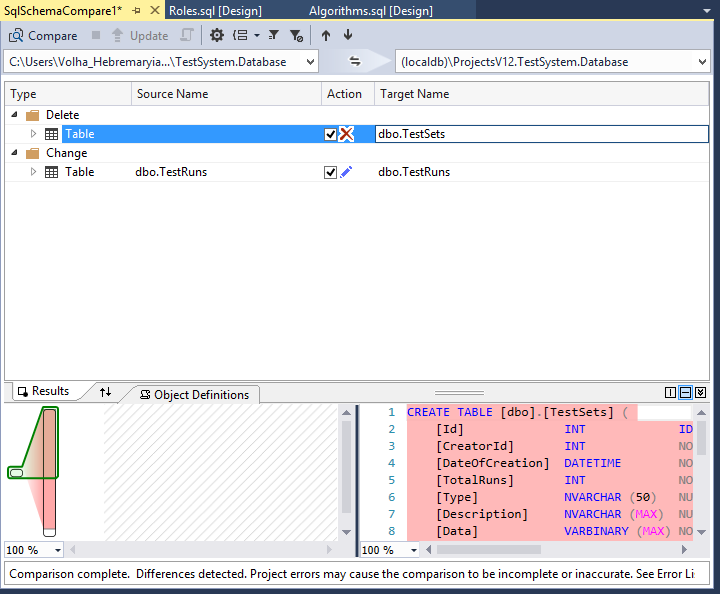 SqlSchemaCompare1* Roles.sql [Design] Algorithms.sql [Design]
Compare Update
C:\Users\Volha_Hebremaryia...\TestSystem.Database (localdb)\ProjectsV12.TestSystem.Database
Type Source Name Action Target Name
Delete
Table dbo.TestSets
Change
Table dbo.TestRuns dbo.TestRuns
Results Object Definitions
1 CREATE TABLE [dbo].[TestSets] (
2 [Id] INT ID
3 [CreatorId] INT NO
4 [DateOfCreation] DATETIME NO
5 [TotalRuns] INT NO
6 [Type] NVARCHAR (50) NU
7 [Description] NVARCHAR (MAX) NU
8 [Data] VARBINARY (MAX) NO
100 % 100 %
Comparison complete. Differences detected. Project errors may cause the comparison to be incomplete or inaccurate. See Error Li